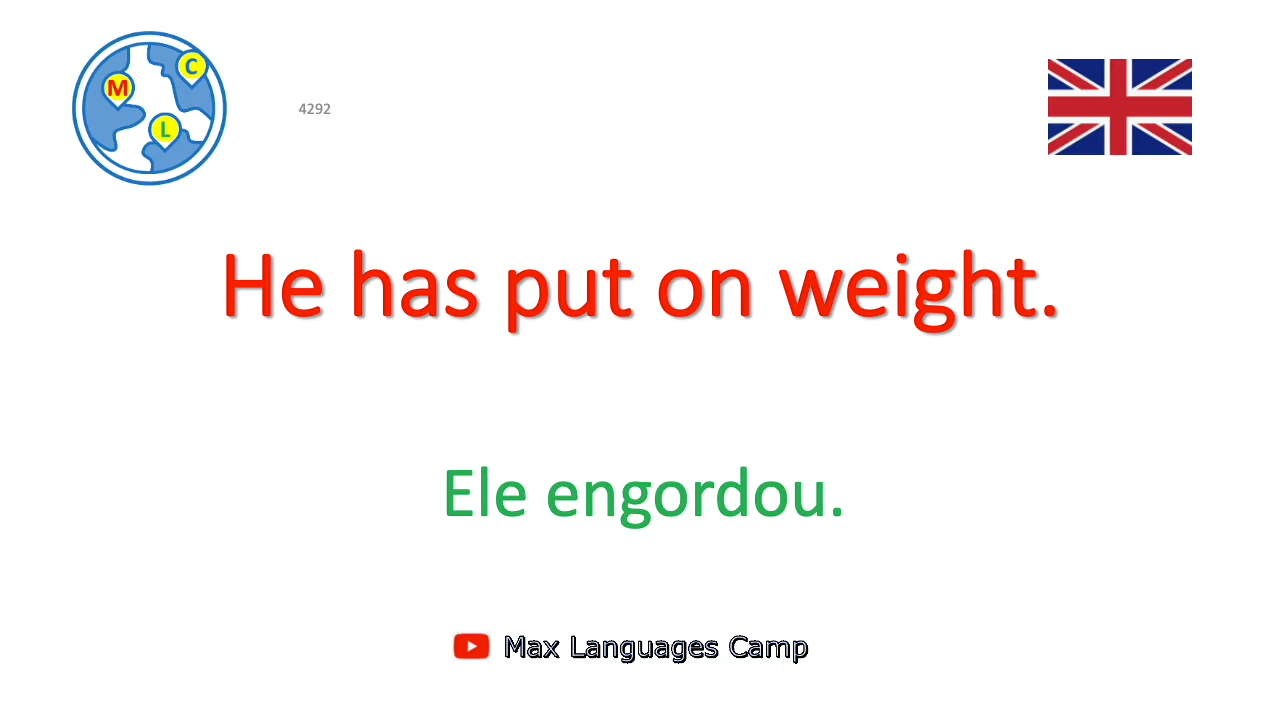 C
M
4292
L
He has put on weight.
Ele engordou.
Max Languages Camp